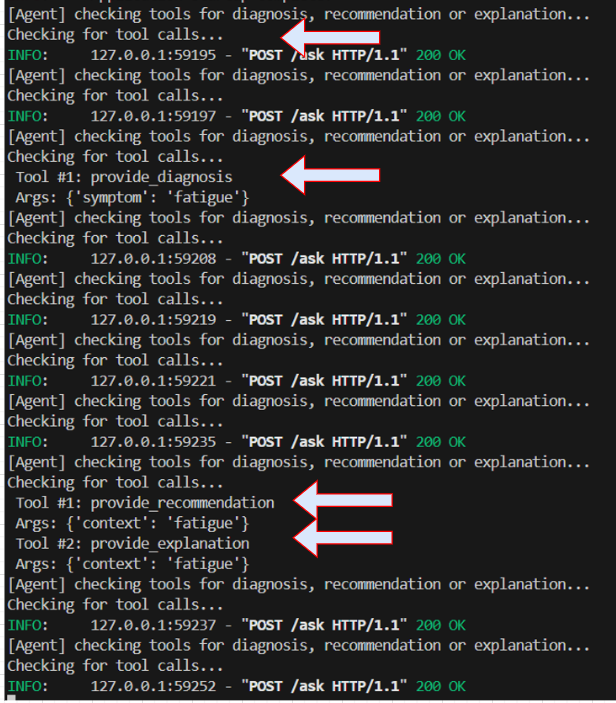 [Agent] checking tools for diagnosis, recommendation or explanation...
Checking for tool calls...
INFO:     127.0.0.1:59195 - "POST /ask HTTP/1.1" 200 OK
[Agent] checking tools for diagnosis, recommendation or explanation...
Checking for tool calls...
INFO:     127.0.0.1:59197 - "POST /ask HTTP/1.1" 200 OK
[Agent] checking tools for diagnosis, recommendation or explanation...
Checking for tool calls...
 Tool #1: provide_diagnosis
 Args: {'symptom': 'fatigue'}
[Agent] checking tools for diagnosis, recommendation or explanation...
Checking for tool calls...
INFO:     127.0.0.1:59208 - "POST /ask HTTP/1.1" 200 OK
[Agent] checking tools for diagnosis, recommendation or explanation...
Checking for tool calls...
INFO:     127.0.0.1:59219 - "POST /ask HTTP/1.1" 200 OK
[Agent] checking tools for diagnosis, recommendation or explanation...
Checking for tool calls...
INFO:     127.0.0.1:59221 - "POST /ask HTTP/1.1" 200 OK
[Agent] checking tools for diagnosis, recommendation or explanation...
Checking for tool calls...
INFO:     127.0.0.1:59235 - "POST /ask HTTP/1.1" 200 OK
[Agent] checking tools for diagnosis, recommendation or explanation...
Checking for tool calls...
 Tool #1: provide_recommendation
 Args: {'context': 'fatigue'}
 Tool #2: provide_explanation
 Args: {'context': 'fatigue'}
[Agent] checking tools for diagnosis, recommendation or explanation...
Checking for tool calls...
INFO:     127.0.0.1:59237 - "POST /ask HTTP/1.1" 200 OK
[Agent] checking tools for diagnosis, recommendation or explanation...
Checking for tool calls...
INFO:     127.0.0.1:59252 - "POST /ask HTTP/1.1" 200 OK